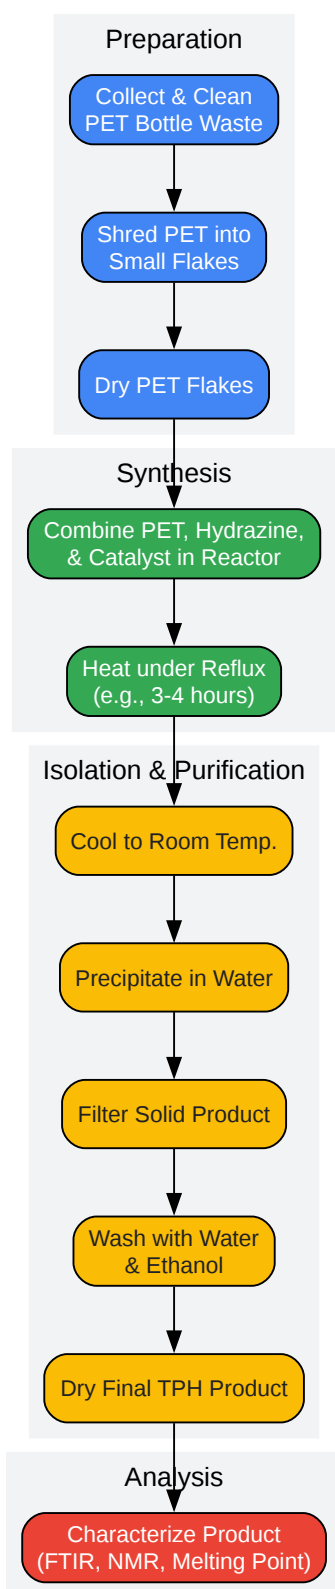 Preparation
Collect & Clean
PET Bottle Waste
Shred PET into
Small Flakes
Dry PET Flakes
Synthesis
Combine PET, Hydrazine,
& Catalyst in Reactor
Heat under Reflux
(e.g., 3-4 hours)
Isolation & Purification
Cool to Room Temp.
Precipitate in Water
Filter Solid Product
Wash with Water
& Ethanol
Dry Final TPH Product
Analysis
Characterize Product
(FTIR, NMR, Melting Point)